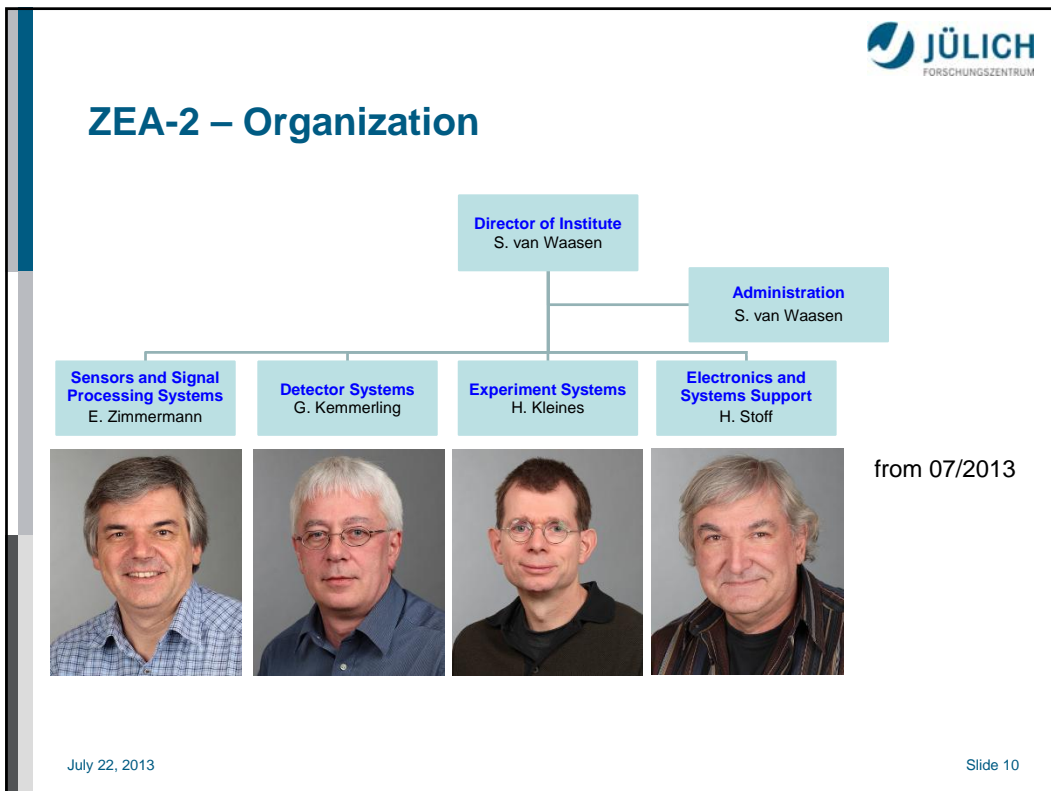 JÜLICH
FORSCHUNGSZENTRUM
ZEA-2 – Organization
Director of Institute
S. van Waasen
Administration
S. van Waasen
Sensors and Signal
Processing Systems
E. Zimmermann
Detector Systems
G. Kemmerling
Experiment Systems
H. Kleines
Electronics and
Systems Support
H. Stoff
from 07/2013
July 22, 2013
Slide 10